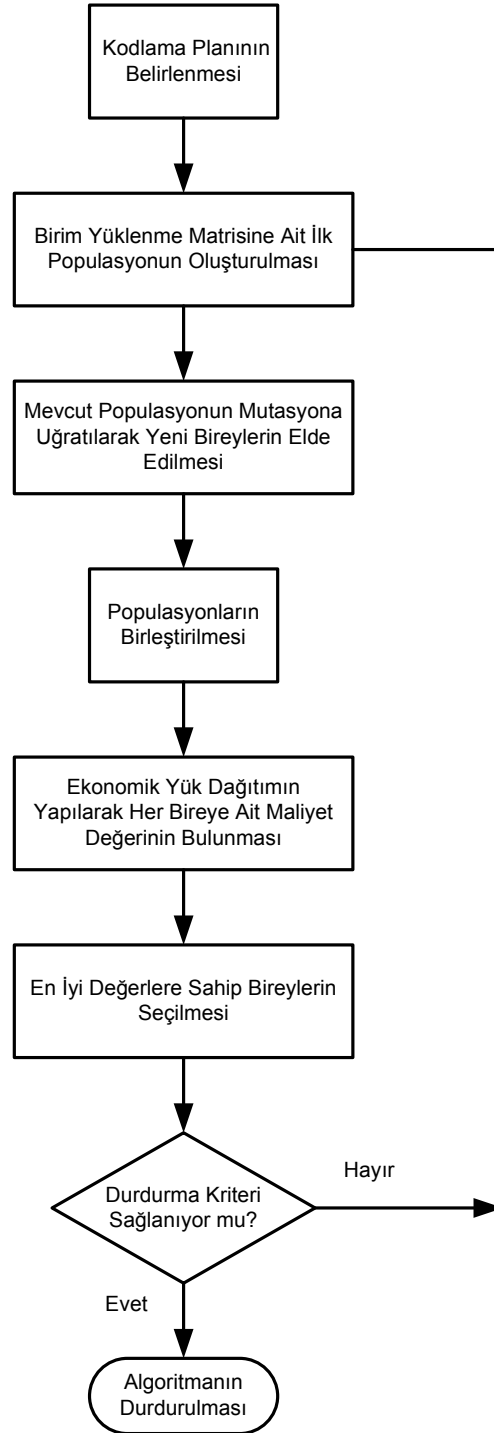 Kodlama Planının
Belirlenmesi
Birim Yüklenme Matrisine Ait İlk
Populasyonun Oluşturulması
Mevcut Populasyonun Mutasyona
Uğratılarak Yeni Bireylerin Elde
Edilmesi
Populasyonların
Birleştirilmesi
Ekonomik Yük Dağıtımın
Yapılarak Her Bireye Ait Maliyet
Değerinin Bulunması
En İyi Değerlere Sahip Bireylerin
Seçilmesi
Durdurma Kriteri
Sağlanıyor mu?
Hayır
Evet
Algoritmanın
Durdurulması